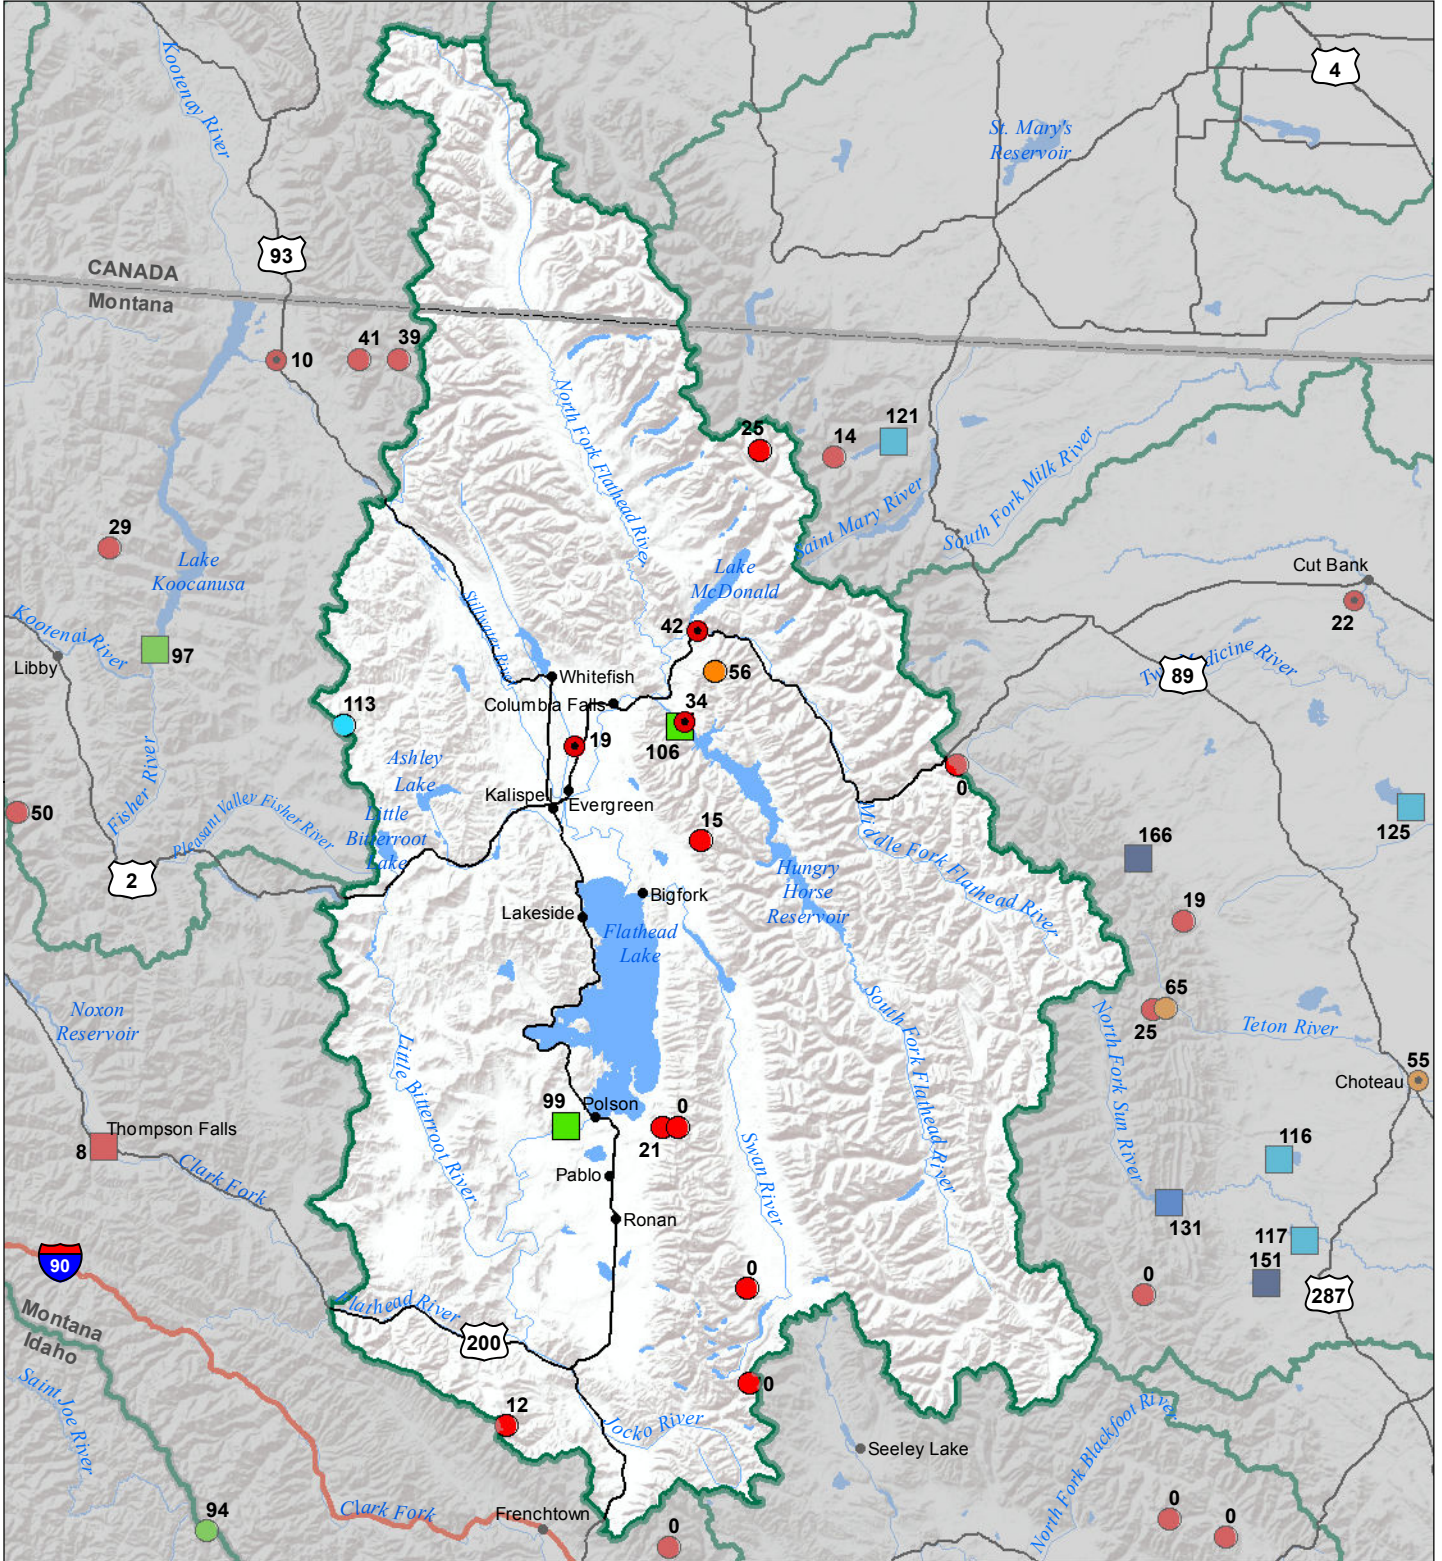 Kootenay River
4
St. Mary's
Reservoir
93
CANADA
Montana
10
41
39
North Fork Flathead River
25
14
121
Saint Mary River
South Fork Milk River
29
Lake
Koocanusa
Lake
McDonald
Cut Bank
22
Kootenai River
Libby
97
Stillwater River
42
56
Two Medicine River
89
Whitefish
Columbia Falls
34
106
113
19
0
Ashley
Lake
Kalispel
Evergreen
Fisher River
Pleasant Valley Fisher River
Little
Bitterroot
Lake
50
2
15
Middle Fork Flathead River
125
166
Hungry
Horse
Reservoir
Bigfork
Lakeside
Flathead
Lake
19
Noxon
Reservoir
South Fork Flathead River
65
25
North Fork Sun River
Teton River
Little Bitterroot River
55
Choteau
99
Polson
0
21
Thompson Falls
8
Clark Fork
Swan River
116
Pablo
131
Ronan
117
151
90
0
0
287
Flathead River
200
Montana
Idaho
Saint Joe River
0
12
Jocko River
Seeley Lake
North Fork Blackfoot River
94
Clark Fork
Frenchtown
0
0
0